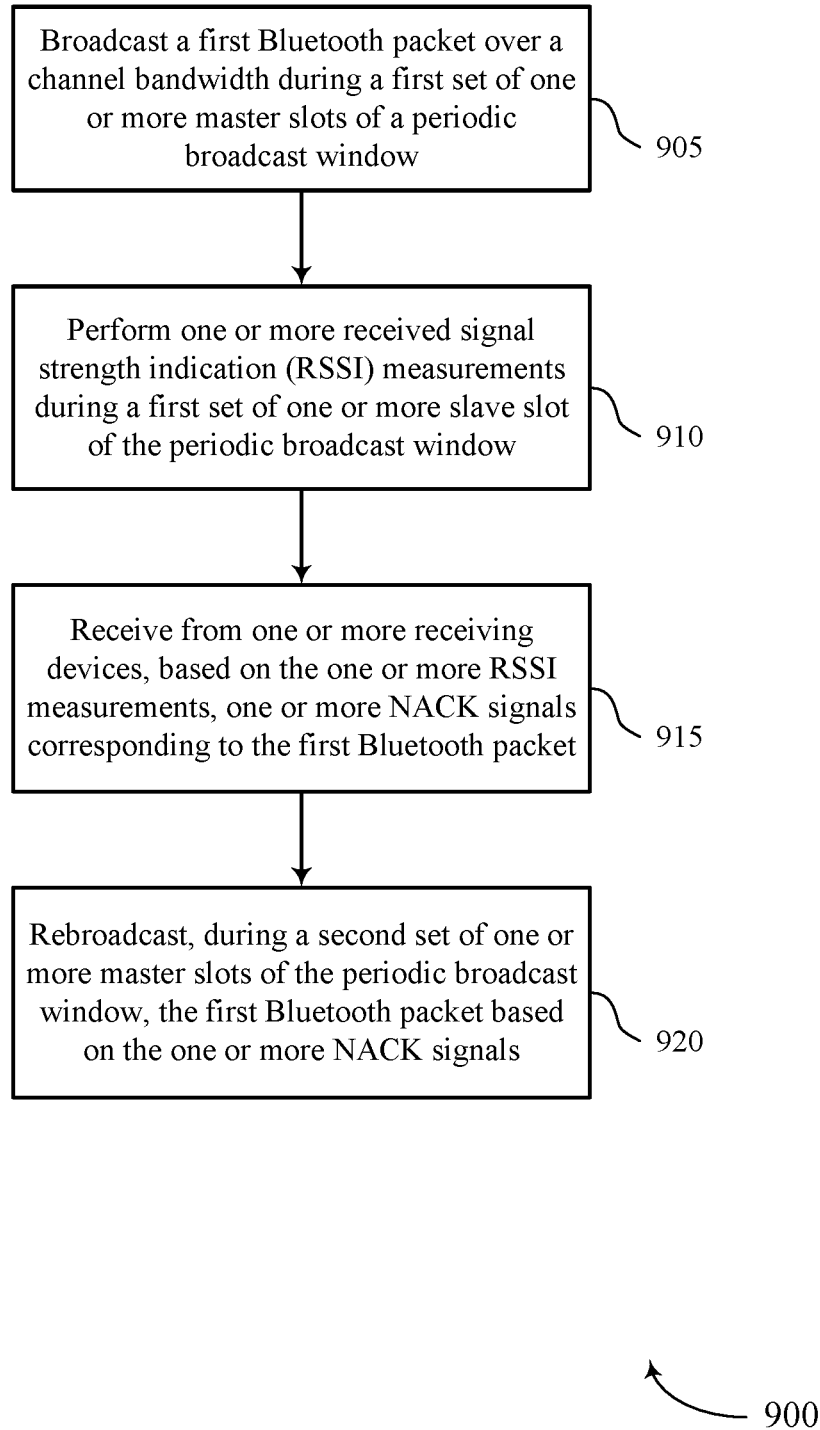 Broadcast a first Bluetooth packet over a
channel bandwidth during a first set of one
or more master slots of a periodic
broadcast window
905
Perform one or more received signal
strength indication (RSSI) measurements
during a first set of one or more slave slot
of the periodic broadcast window
910
Receive from one or more receiving
devices, based on the one or more RSSI
measurements, one or more NACK signals
corresponding to the first Bluetooth packet
915
Rebroadcast, during a second set of one or
more master slots of the periodic broadcast
window, the first Bluetooth packet based
on the one or more NACK signals
920
900